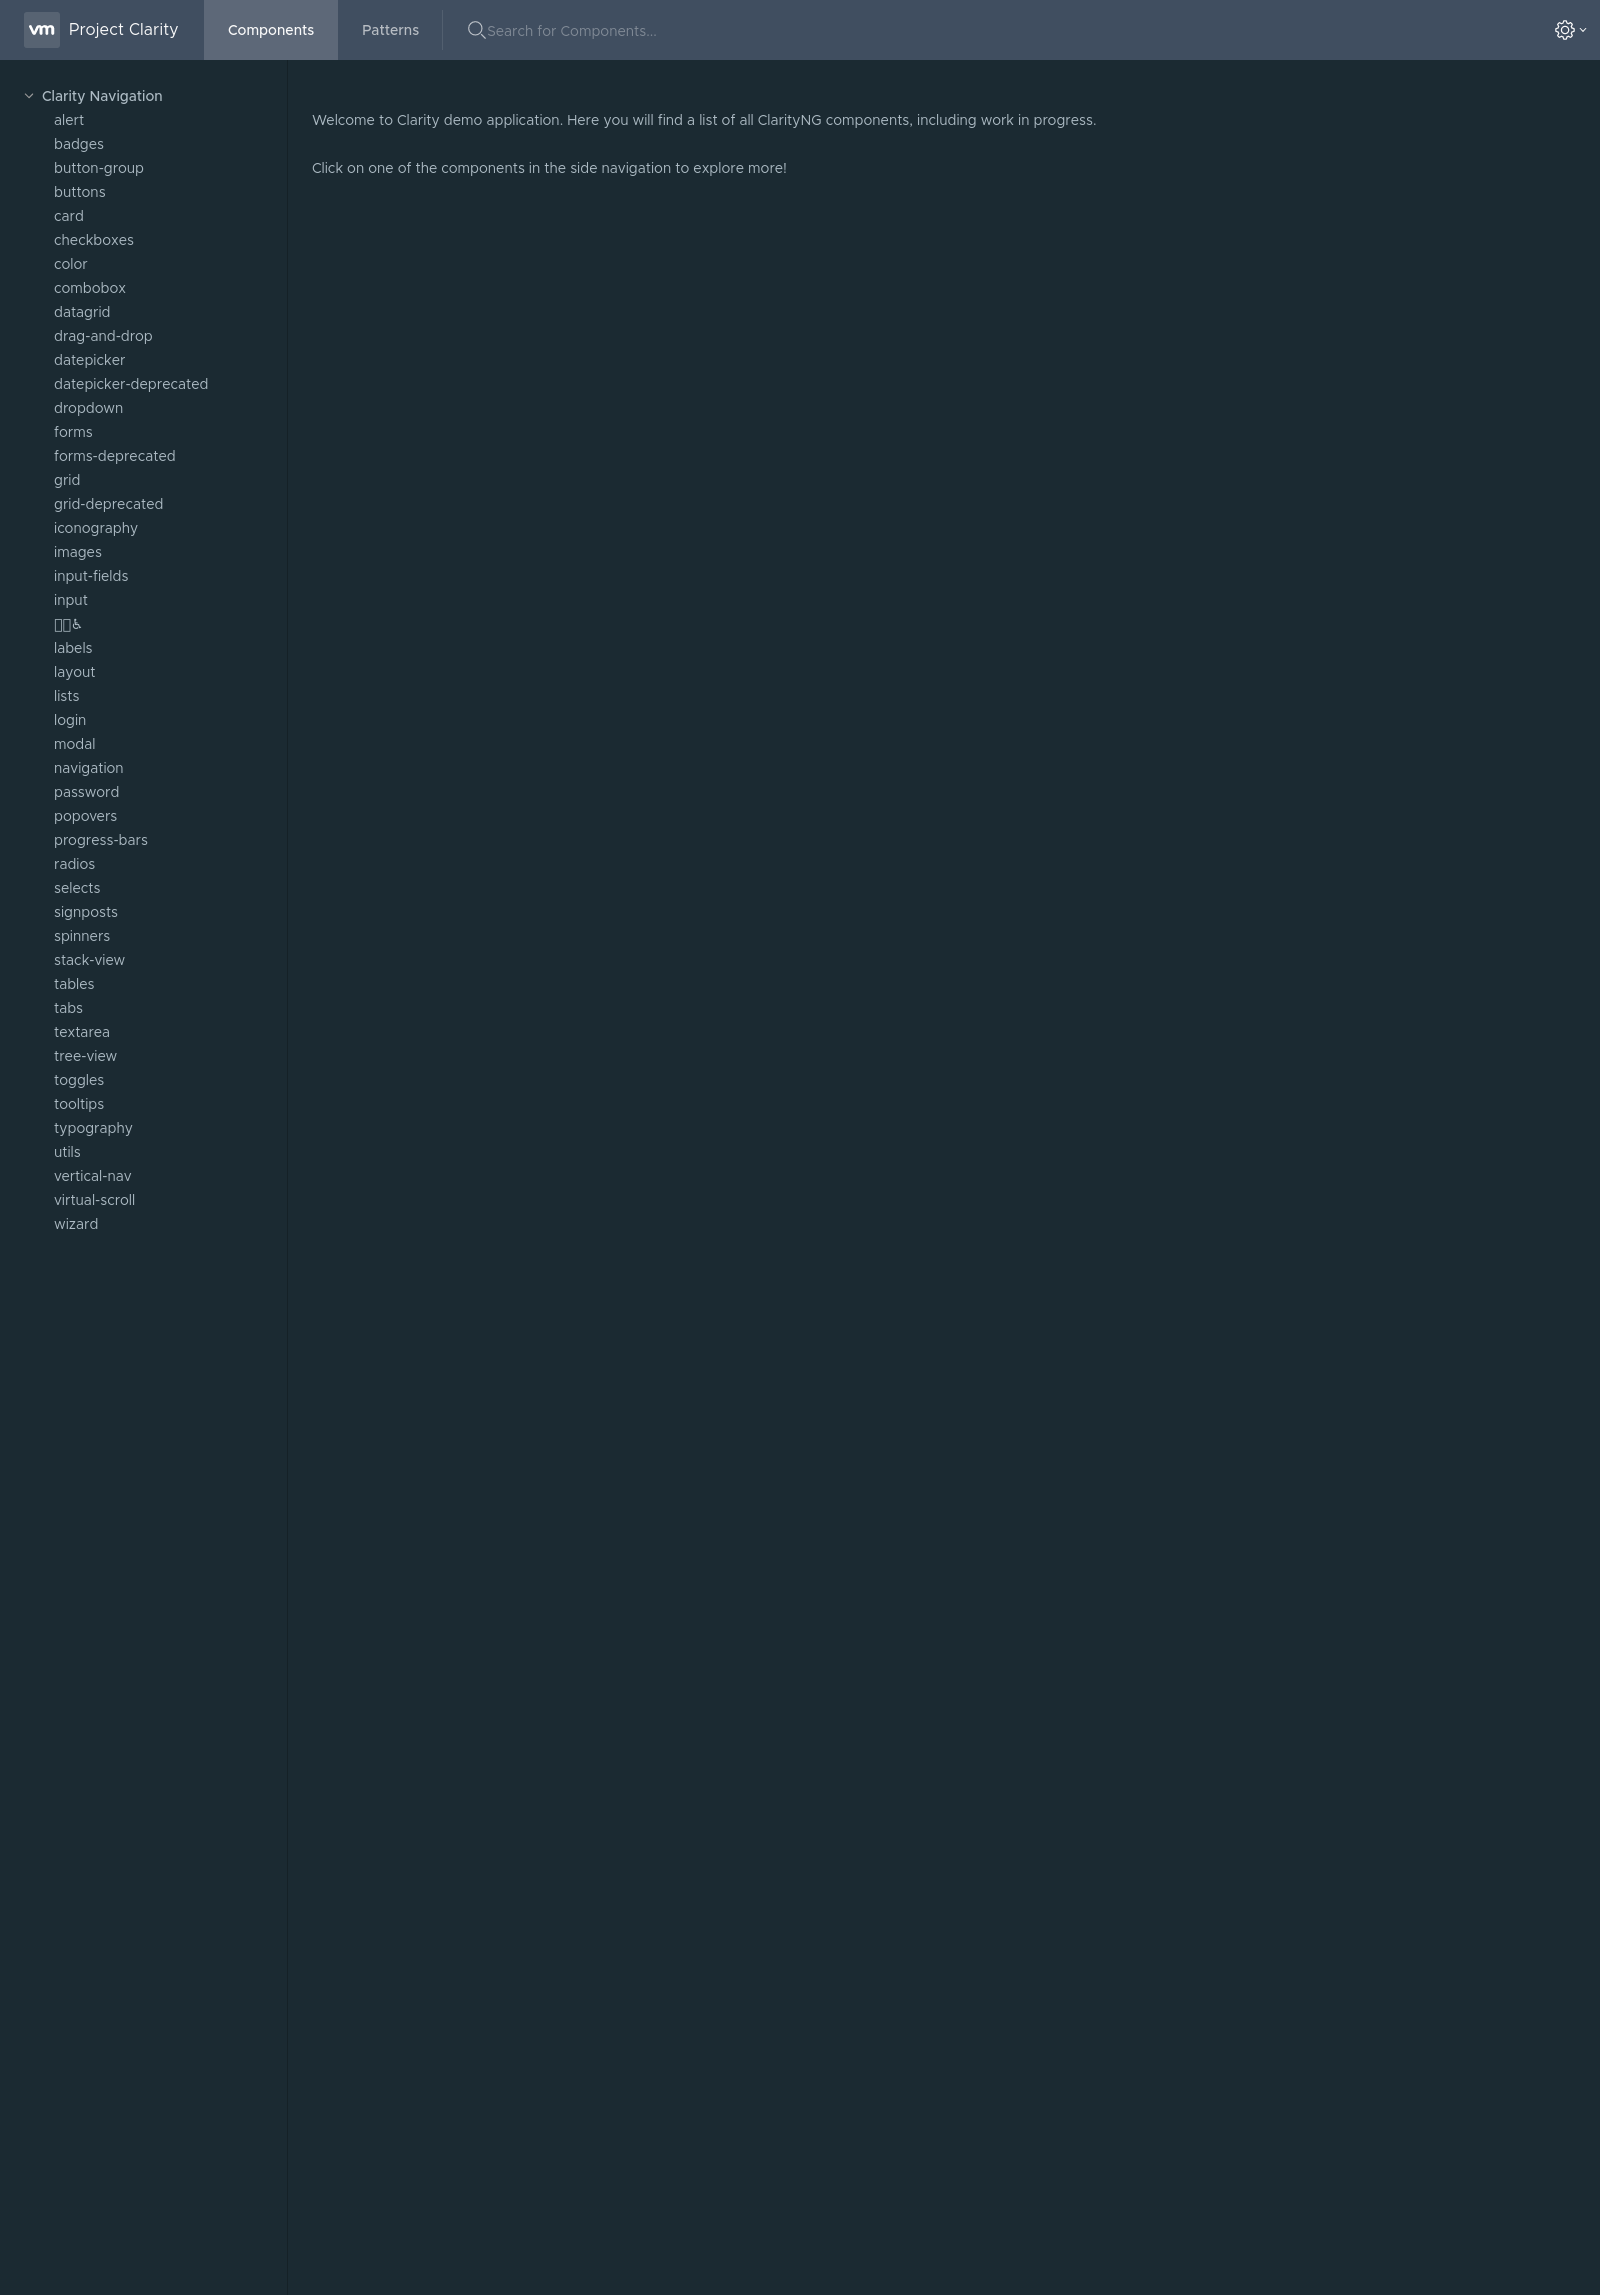 vm Project Clarity Components Patterns Search for Components...
Clarity Navigation
alert
Welcome to Clarity demo application. Here you will find a list of all ClarityNG components, including work in progress.
badges
button-group
Click on one of the components in the side navigation to explore more!
buttons
card
checkboxes
color
combobox
datagrid
drag-and-drop
datepicker
datepicker-deprecated
dropdown
forms
forms-deprecated
grid
grid-deprecated
iconography
images
input-fields
input
♿
labels
layout
lists
login
modal
navigation
password
popovers
progress-bars
radios
selects
signposts
spinners
stack-view
tables
tabs
textarea
tree-view
toggles
tooltips
typography
utils
vertical-nav
virtual-scroll
wizard